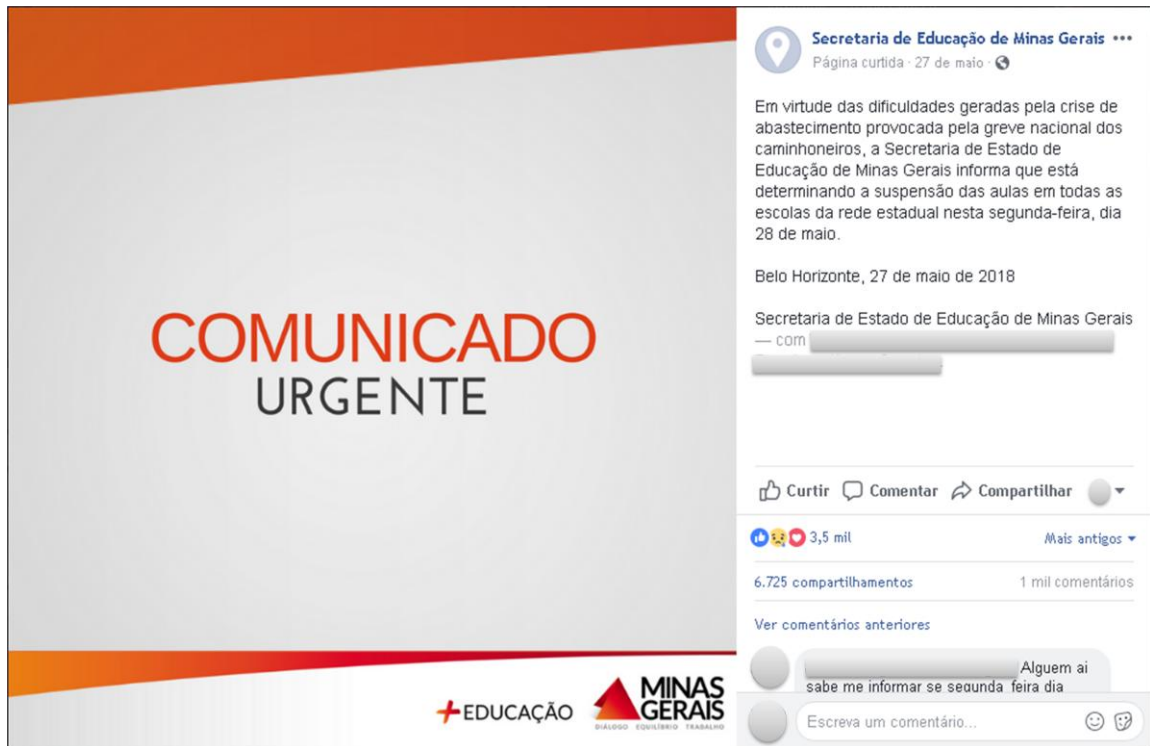 COMUNICADO
URGENTE
+EDUCAÇÃO
MINAS
GERAIS
DIÁLOGO EQUILÍBRIO TRABALHO
Secretaria de Educação de Minas Gerais
Página curtida · 27 de maio ·
Em virtude das dificuldades geradas pela crise de
abastecimento provocada pela greve nacional dos
caminhoneiros, a Secretaria de Estado de
Educação de Minas Gerais informa que está
determinando a suspensão das aulas em todas as
escolas da rede estadual nesta segunda-feira, dia
28 de maio.
Belo Horizonte, 27 de maio de 2018
Secretaria de Estado de Educação de Minas Gerais
— com
Curtir Comentar Compartilhar
3,5 mil Mais antigos
6.725 compartilhamentos 1 mil comentários
Ver comentários anteriores
Alguem ai
sabe me informar se segunda feira dia
Escreva um comentário...